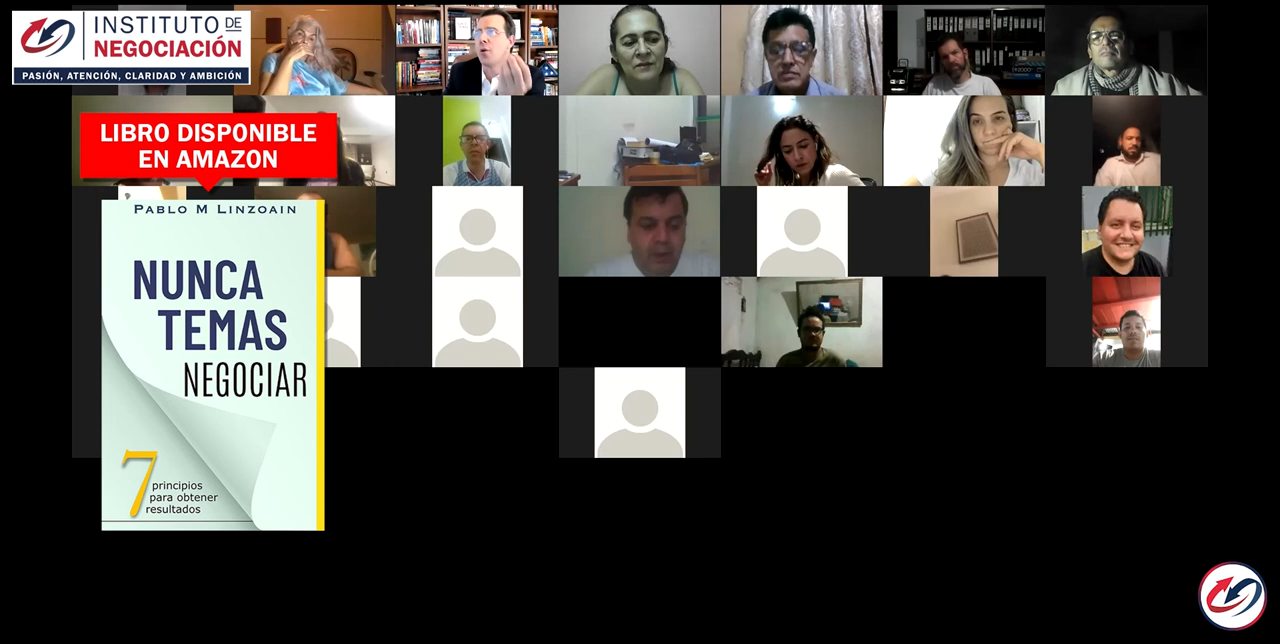 INSTITUTO DE
NEGOCIACIÓN
PASIÓN, ATENCIÓN, CLARIDAD Y AMBICIÓN
LIBRO DISPONIBLE
EN AMAZON
PABLO M LINZOAIN
NUNCA
TEMAS
NEGOCIAR
7 principios
para obtener
resultados